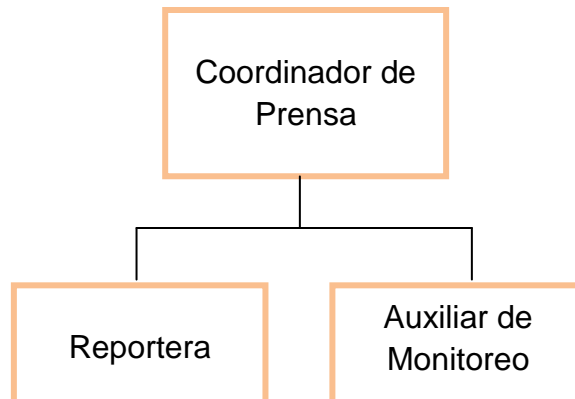 Coordinador de
Prensa
Reportera
Auxiliar de
Monitoreo